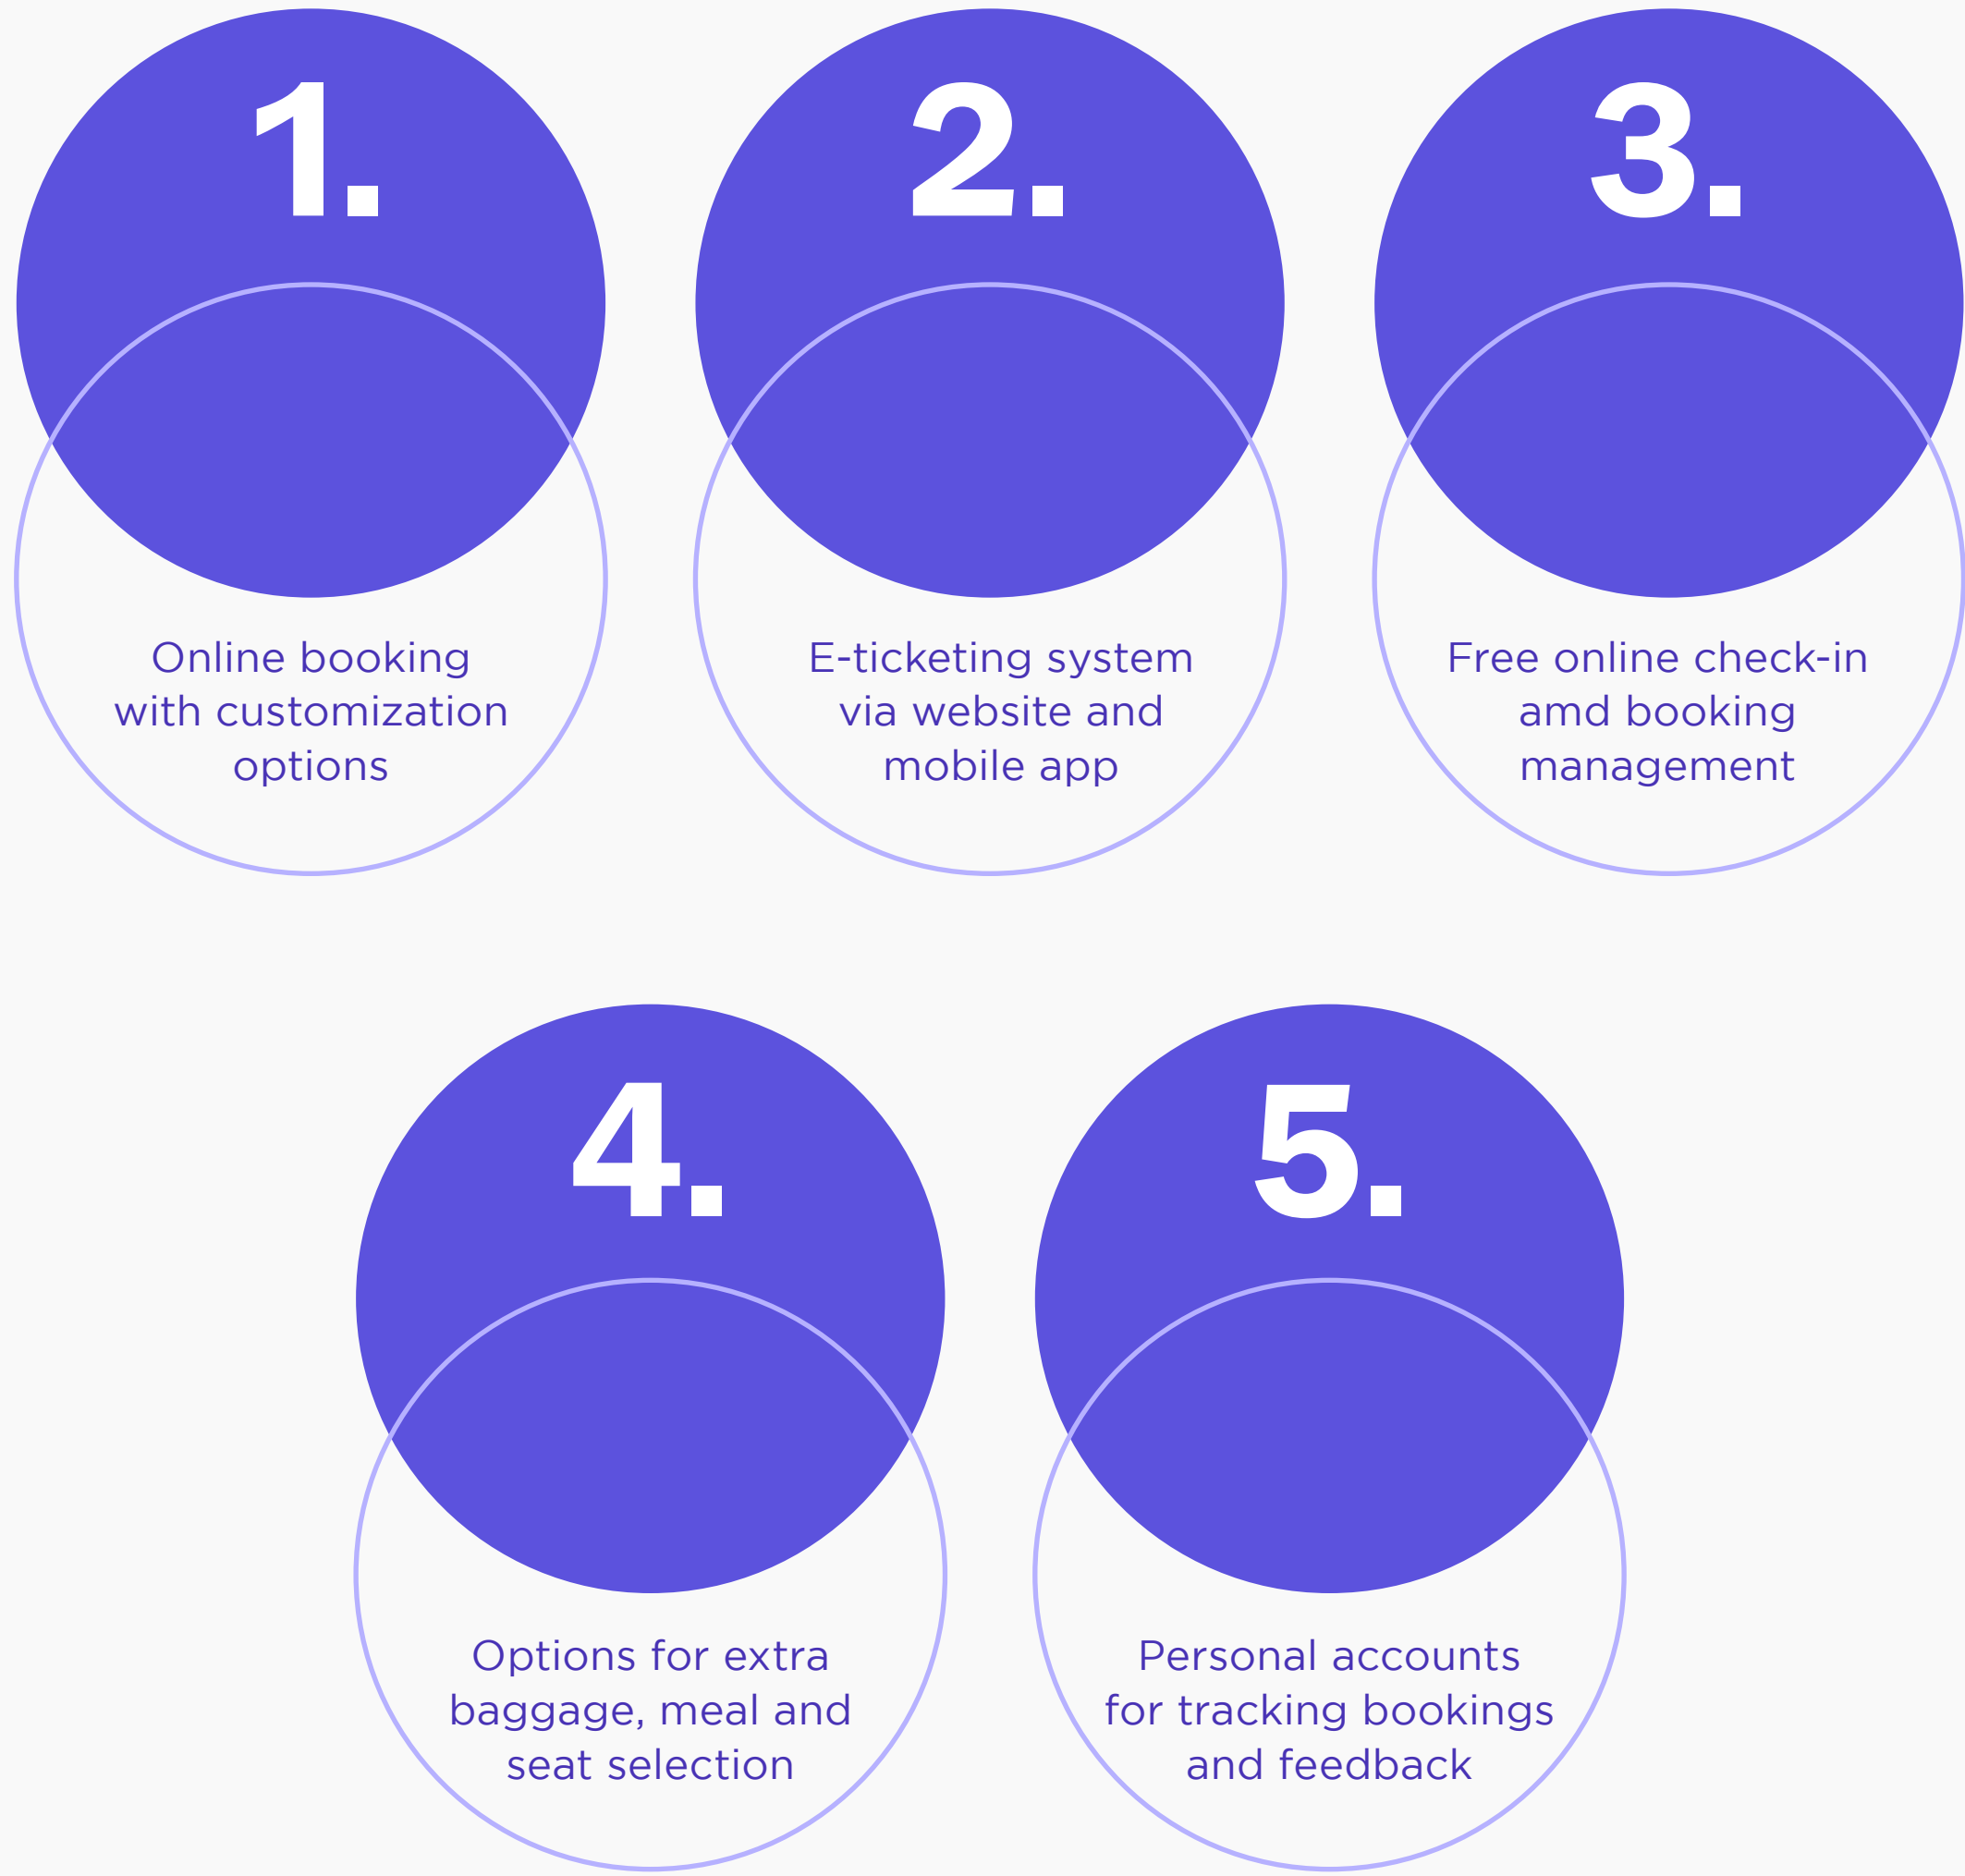 1.
Online booking
with customization
options
2.
E-ticketing system
via website and
mobile app
3.
Free online check-in
amd booking
management
4.
Options for extra
baggage, meal and
seat selection
5.
Personal accounts
for tracking bookings
and feedback